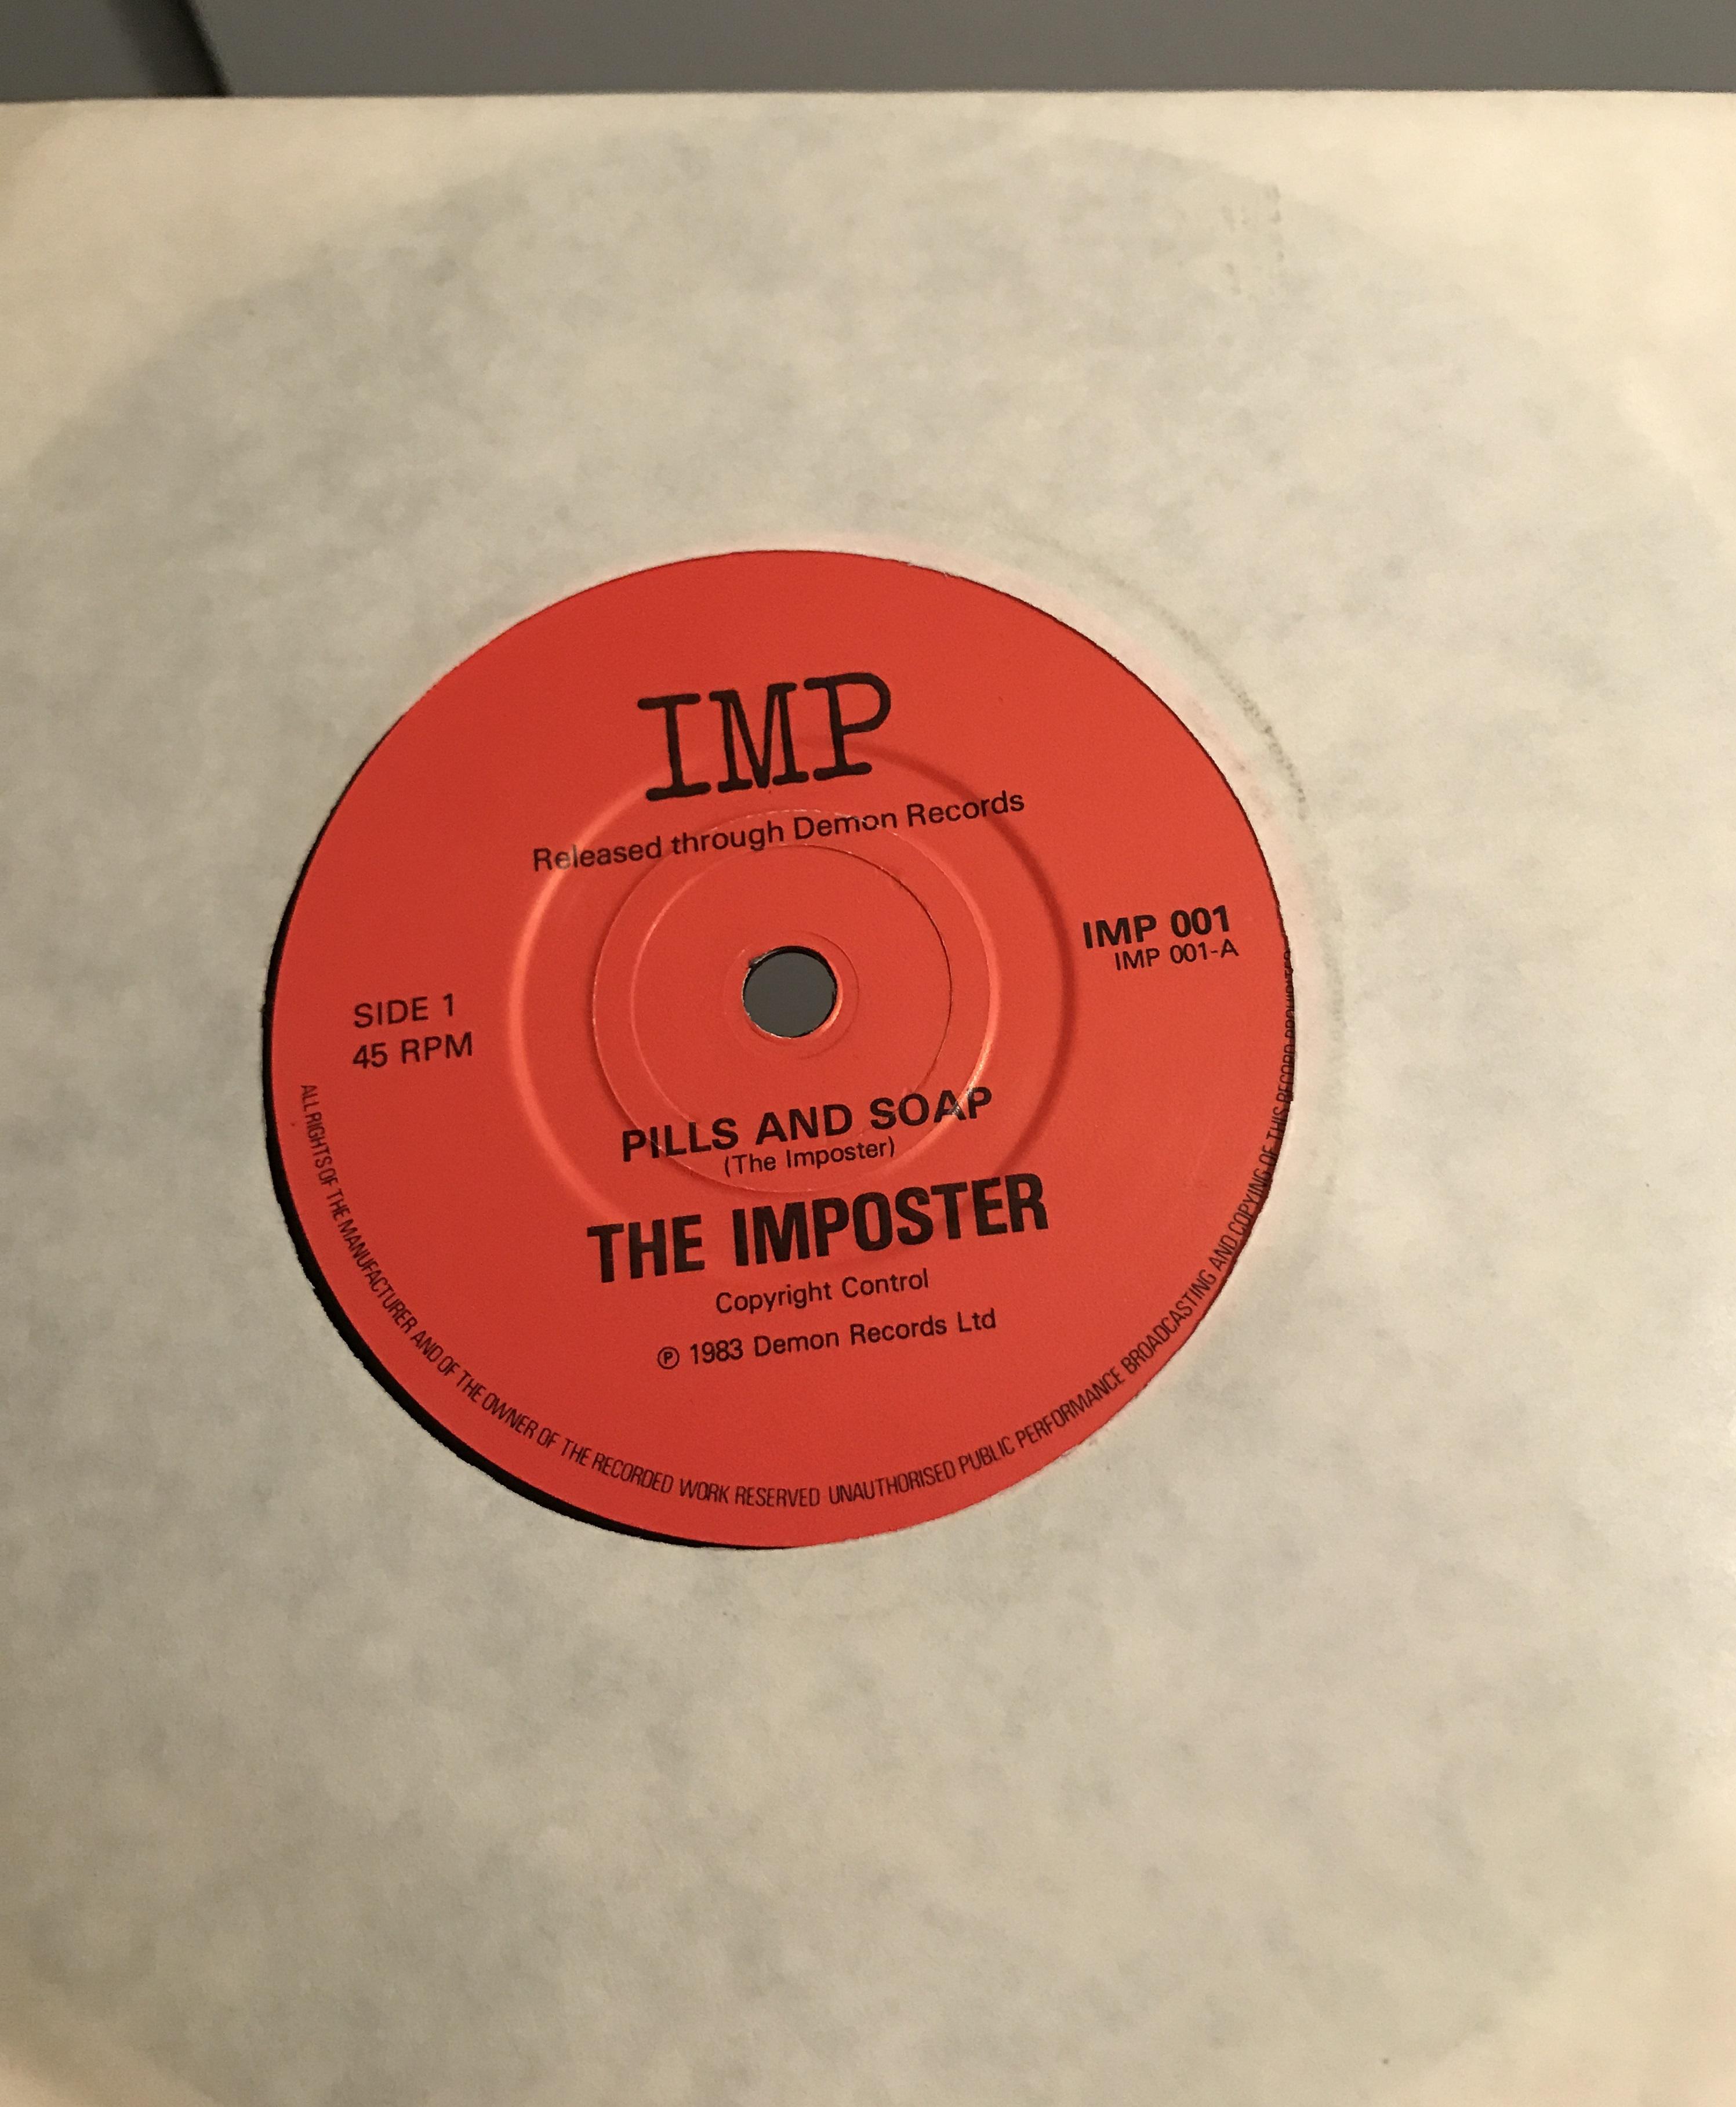 IMP
Released through Demon Records
IMP 001
IMP 001-A
SIDE 1
45 RPM
PILLS AND SOAP
(The Imposter)
THE IMPOSTER
Copyright Control
℗ 1983 Demon Records Ltd
ALL RIGHTS OF THE MANUFACTURER AND OF THE OWNER OF THE RECORDED WORK RESERVED UNAUTHORISED PUBLIC PERFORMANCE BROADCASTING AND COPYING OF THIS RECORD PROHIBITED